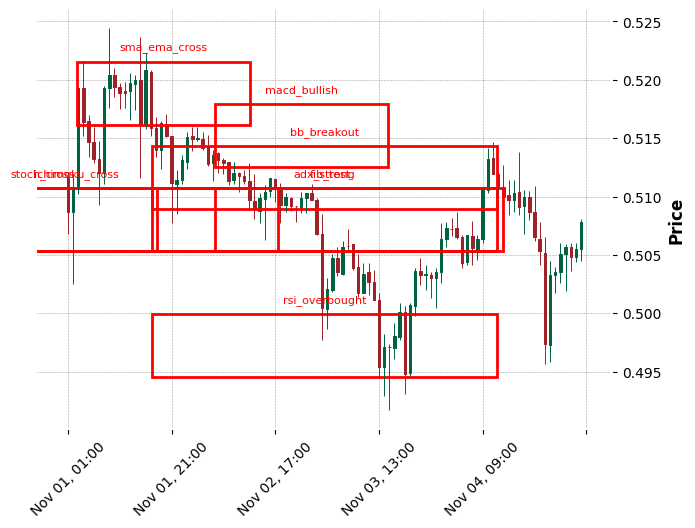 0.525
sma_ema_cross
0.520
macd_bullish
0.515
bb_breakout
0.510
0.505
rsi_overbought
0.500
0.495
Price
Nov 01, 01:00
Nov 01, 21:00
Nov 02, 17:00
Nov 03, 13:00
Nov 04, 09:00